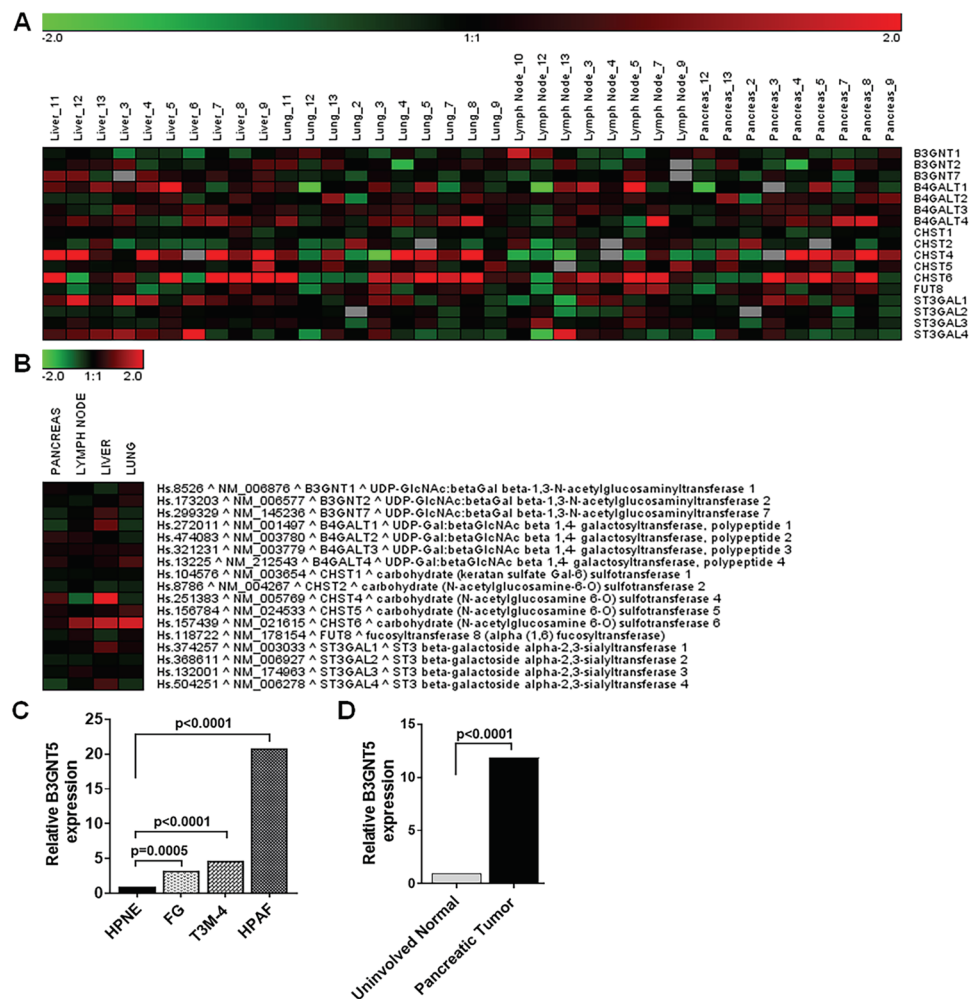 A
-2.0 1:1 2.0
Liver_11
Liver_12
Liver_13
Liver_3
Liver_4
Liver_5
Liver_6
Liver_7
Liver_8
Liver_9
Lung_11
Lung_12
Lung_13
Lung_2
Lung_3
Lung_4
Lung_5
Lung_7
Lung_8
Lung_9
Lymph Node_10
Lymph Node_12
Lymph Node_13
Lymph Node_3
Lymph Node_4
Lymph Node_5
Lymph Node_7
Lymph Node_9
Pancreas_12
Pancreas_13
Pancreas_2
Pancreas_3
Pancreas_4
Pancreas_5
Pancreas_7
Pancreas_8
Pancreas_9
B3GNT1
B3GNT2
B3GNT7
B4GALT1
B4GALT2
B4GALT3
B4GALT4
CHST1
CHST2
CHST4
CHST5
CHST6
FUT8
ST3GAL1
ST3GAL2
ST3GAL3
ST3GAL4
B
-2.0 1:1 2.0
PANCREAS
LYMPH NODE
LIVER
LUNG
Hs.8526 ^ NM_006876 ^ B3GNT1 ^ UDP-GlcNAc:betaGal beta-1,3-N-acetylglucosaminyltransferase 1
Hs.173203 ^ NM_006577 ^ B3GNT2 ^ UDP-GlcNAc:betaGal beta-1,3-N-acetylglucosaminyltransferase 2
Hs.299329 ^ NM_145236 ^ B3GNT7 ^ UDP-GlcNAc:betaGal beta-1,3-N-acetylglucosaminyltransferase 7
Hs.272011 ^ NM_001497 ^ B4GALT1 ^ UDP-Gal:betaGlcNAc beta 1,4- galactosyltransferase, polypeptide 1
Hs.474083 ^ NM_003780 ^ B4GALT2 ^ UDP-Gal:betaGlcNAc beta 1,4- galactosyltransferase, polypeptide 2
Hs.321231 ^ NM_003779 ^ B4GALT3 ^ UDP-Gal:betaGlcNAc beta 1,4- galactosyltransferase, polypeptide 3
Hs.13225 ^ NM_212543 ^ B4GALT4 ^ UDP-Gal:betaGlcNAc beta 1,4- galactosyltransferase, polypeptide 4
Hs.104576 ^ NM_003654 ^ CHST1 ^ carbohydrate (keratan sulfate Gal-6) sulfotransferase 1
Hs.8786 ^ NM_004267 ^ CHST2 ^ carbohydrate (N-acetylglucosamine-6-O) sulfotransferase 2
Hs.251383 ^ NM_005769 ^ CHST4 ^ carbohydrate (N-acetylglucosamine 6-O) sulfotransferase 4
Hs.156784 ^ NM_024533 ^ CHST5 ^ carbohydrate (N-acetylglucosamine 6-O) sulfotransferase 5
Hs.157439 ^ NM_021615 ^ CHST6 ^ carbohydrate (N-acetylglucosamine 6-O) sulfotransferase 6
Hs.118722 ^ NM_178154 ^ FUT8 ^ fucosyltransferase 8 (alpha (1,6) fucosyltransferase)
Hs.374257 ^ NM_003033 ^ ST3GAL1 ^ ST3 beta-galactoside alpha-2,3-sialyltransferase 1
Hs.368611 ^ NM_006927 ^ ST3GAL2 ^ ST3 beta-galactoside alpha-2,3-sialyltransferase 2
Hs.132001 ^ NM_174963 ^ ST3GAL3 ^ ST3 beta-galactoside alpha-2,3-sialyltransferase 3
Hs.504251 ^ NM_006278 ^ ST3GAL4 ^ ST3 beta-galactoside alpha-2,3-sialyltransferase 4
C
Relative B3GNT5
expression
25
20
15
10
5
0
p<0.0001
p<0.0001
p=0.0005
HPNE
FG
T3M-4
HPAF
D
Relative B3GNT5
expression
15
10
5
0
p<0.0001
Uninvolved Normal
Pancreatic Tumor